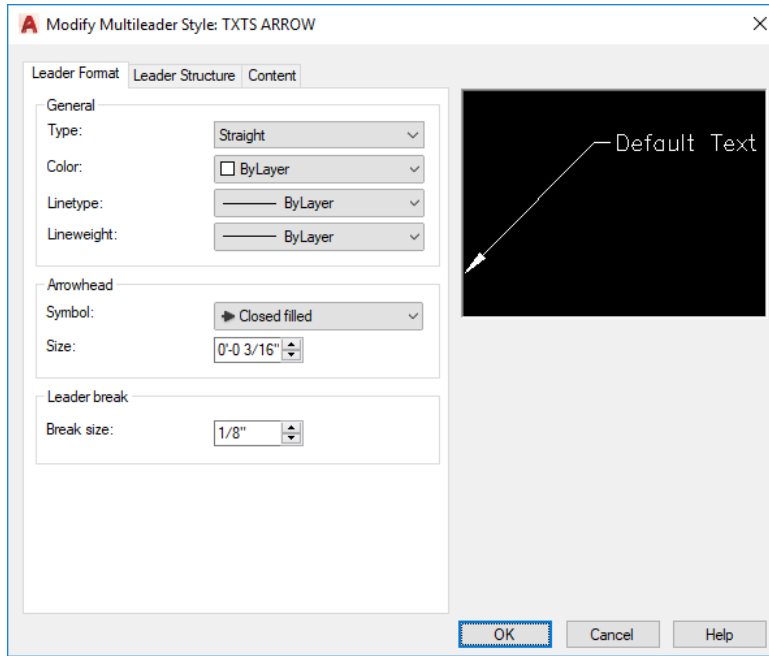 Modify Multileader Style: TXTS ARROW
Leader Format Leader Structure Content
General
Type: Straight
Color: ByLayer
Linetype: ByLayer
Lineweight: ByLayer
Arrowhead
Symbol: Closed filled
Size: 0'-0 3/16"
Leader break
Break size: 1/8"
Default Text
OK Cancel Help